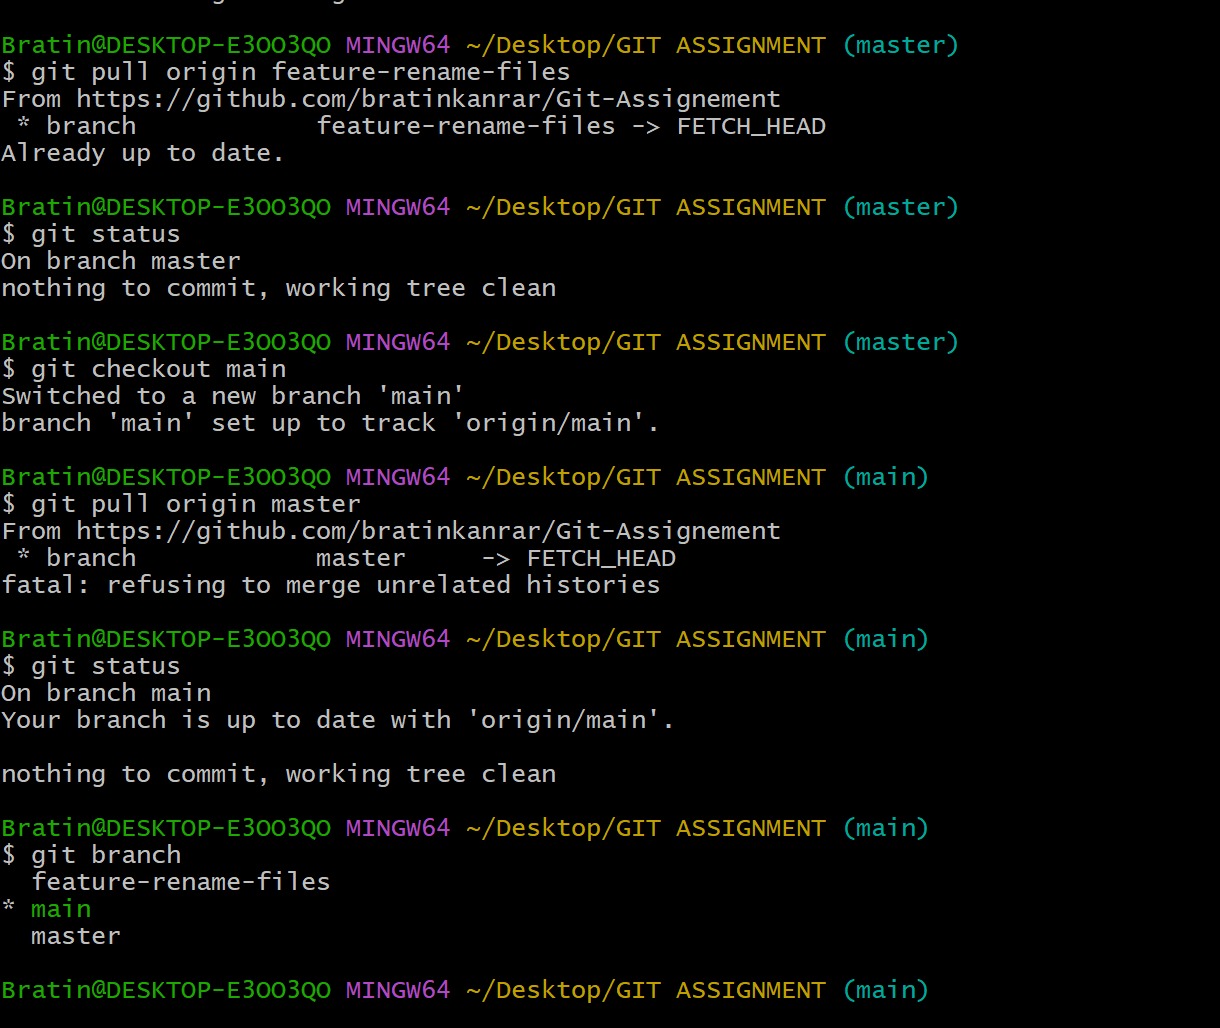 Bratin@DESKTOP-E3OO3QO MINGW64 ~/Desktop/GIT ASSIGNMENT (master)
$ git pull origin feature-rename-files
From https://github.com/bratinkanrar/Git-Assignement
 * branch            feature-rename-files -> FETCH_HEAD
Already up to date.

Bratin@DESKTOP-E3OO3QO MINGW64 ~/Desktop/GIT ASSIGNMENT (master)
$ git status
On branch master
nothing to commit, working tree clean

Bratin@DESKTOP-E3OO3QO MINGW64 ~/Desktop/GIT ASSIGNMENT (master)
$ git checkout main
Switched to a new branch 'main'
branch 'main' set up to track 'origin/main'.

Bratin@DESKTOP-E3OO3QO MINGW64 ~/Desktop/GIT ASSIGNMENT (main)
$ git pull origin master
From https://github.com/bratinkanrar/Git-Assignement
 * branch            master     -> FETCH_HEAD
fatal: refusing to merge unrelated histories

Bratin@DESKTOP-E3OO3QO MINGW64 ~/Desktop/GIT ASSIGNMENT (main)
$ git status
On branch main
Your branch is up to date with 'origin/main'.

nothing to commit, working tree clean

Bratin@DESKTOP-E3OO3QO MINGW64 ~/Desktop/GIT ASSIGNMENT (main)
$ git branch
  feature-rename-files
* main
  master

Bratin@DESKTOP-E3OO3QO MINGW64 ~/Desktop/GIT ASSIGNMENT (main)